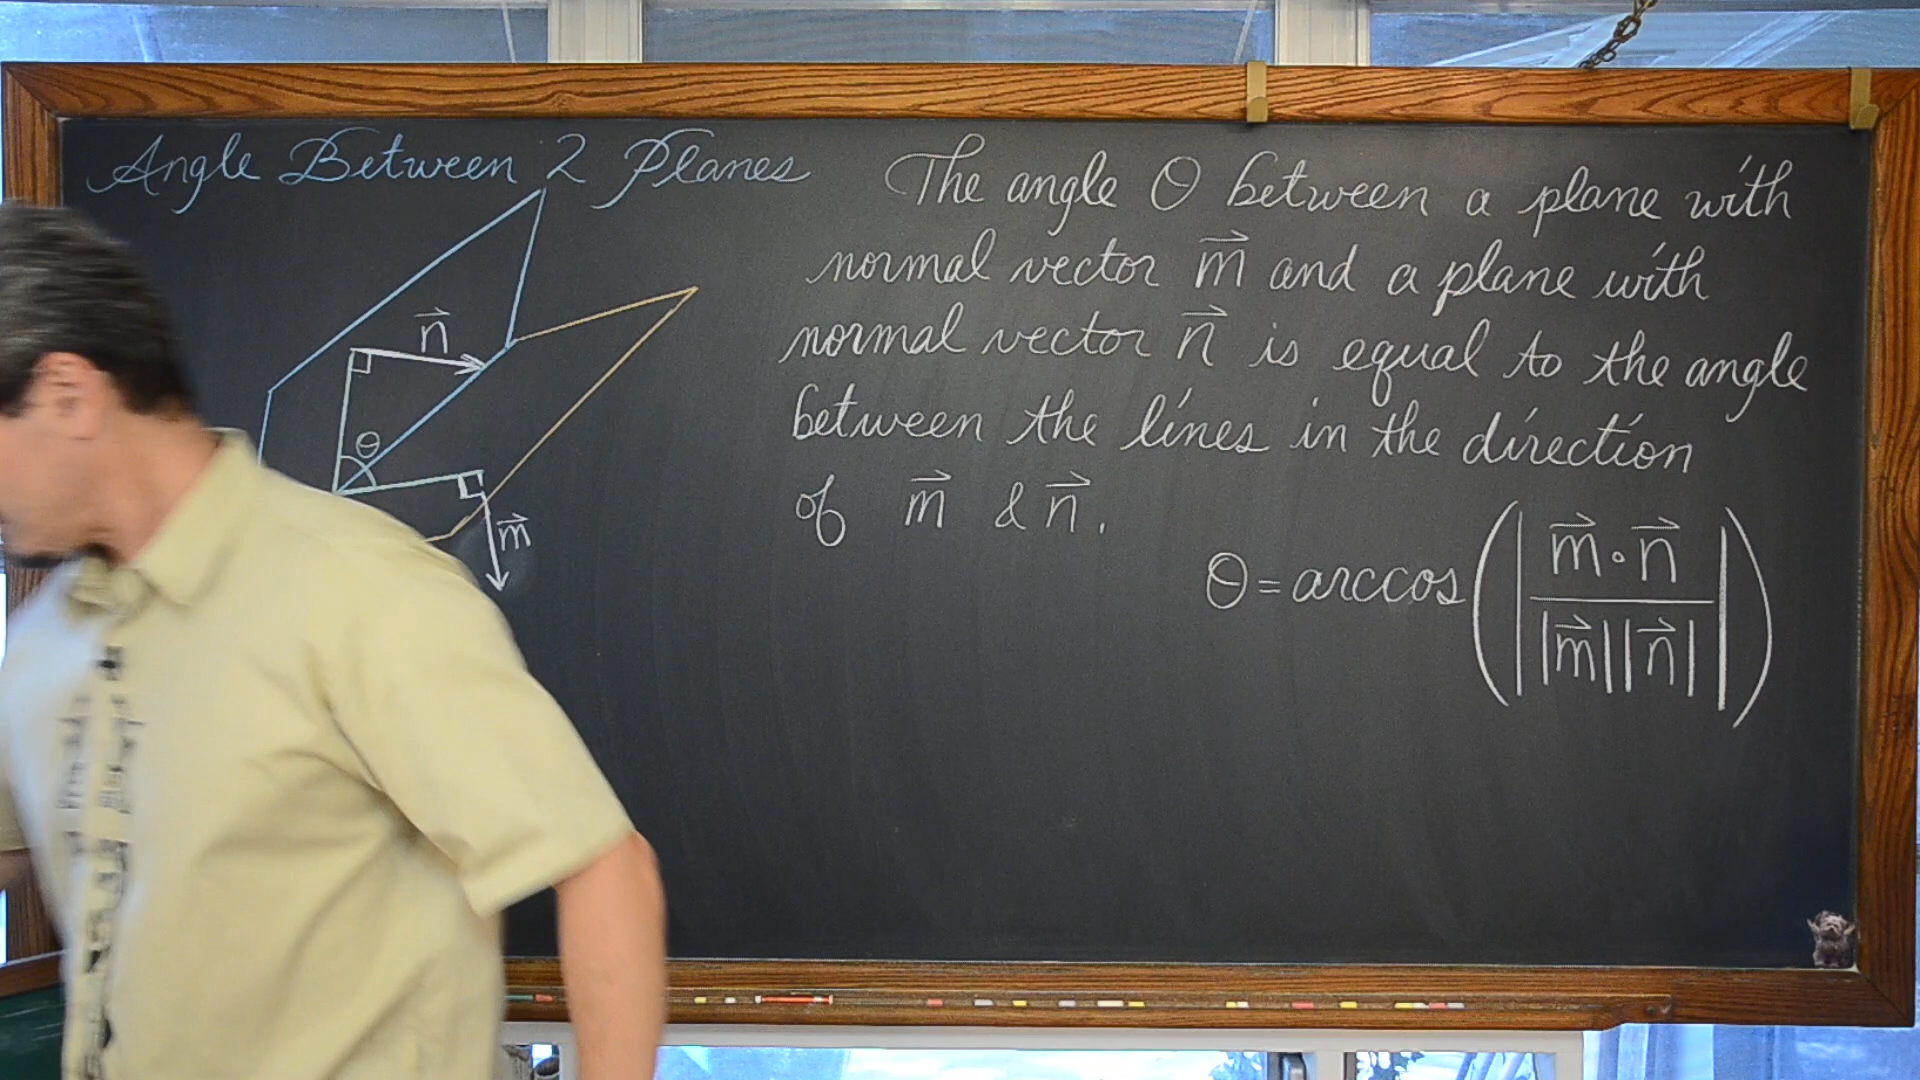 Angle Between 2 Planes
The angle θ between a plane with
normal vector m⃗ and a plane with
normal vector n⃗ is equal to the angle
between the lines in the direction
of m⃗ & n⃗.
θ = arccos(|m⃗ · n⃗ / |m⃗||n⃗||)
n⃗
θ
m⃗